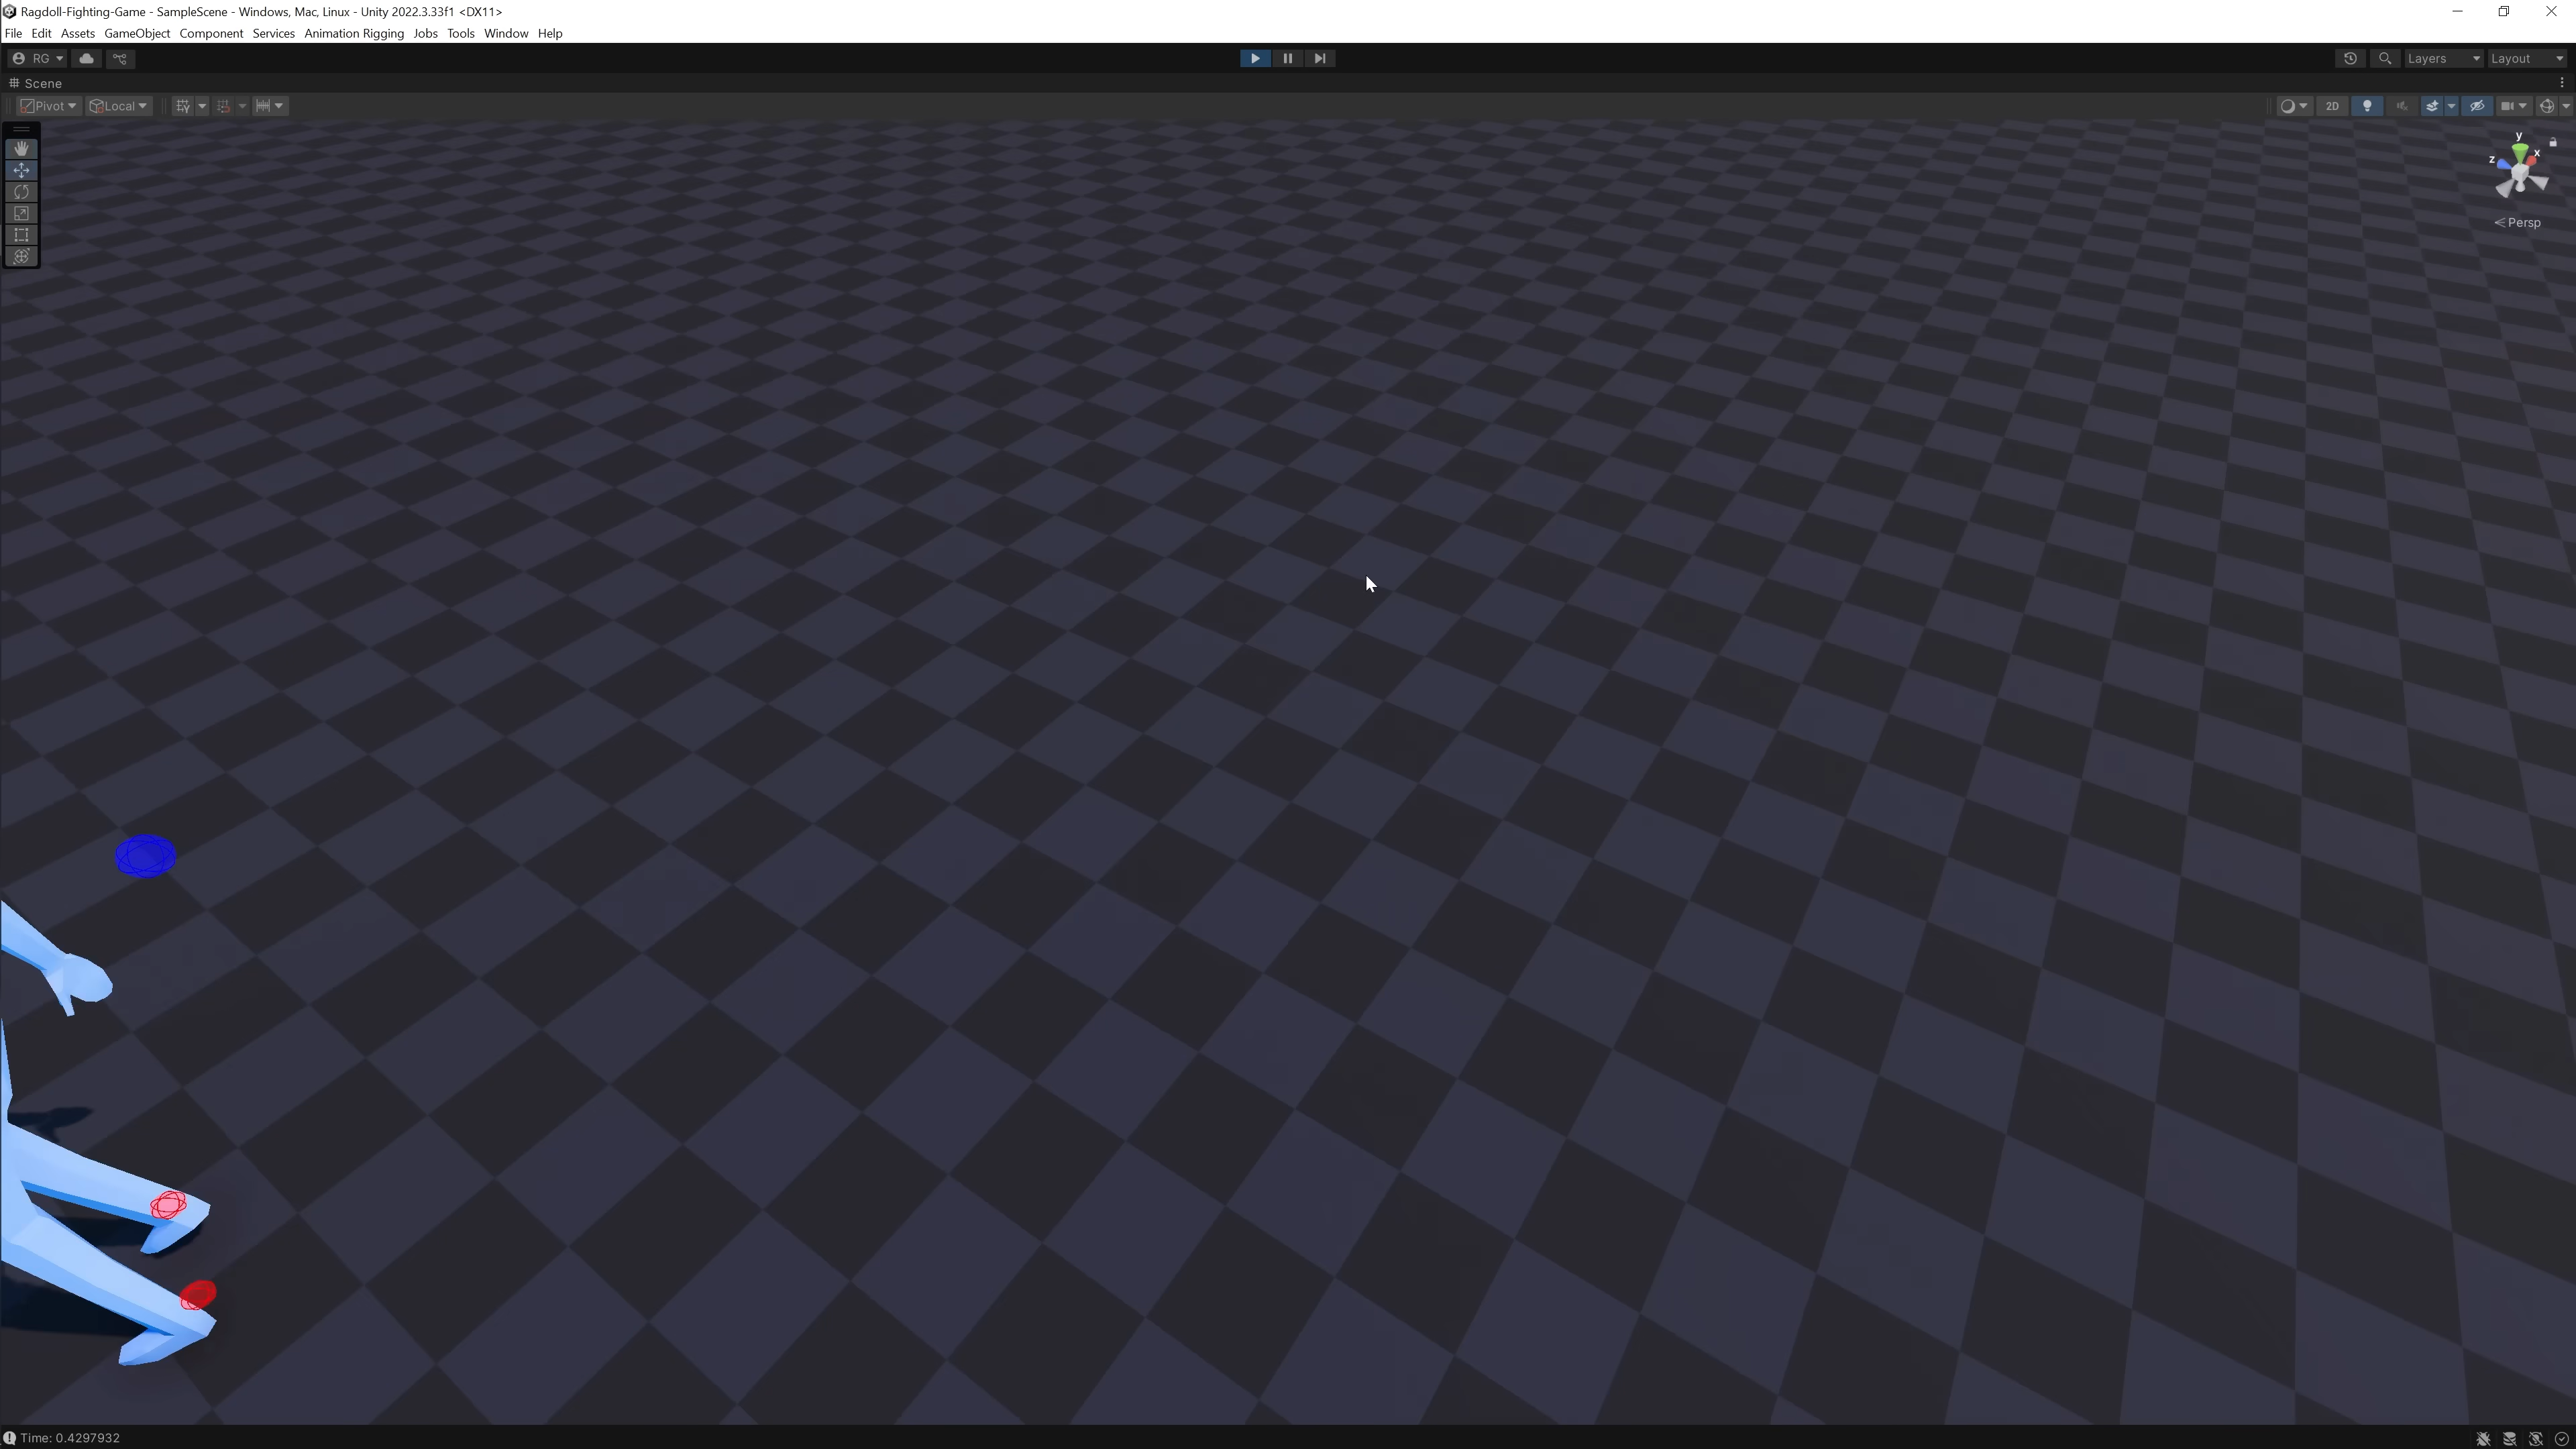 Ragdoll-Fighting-Game - SampleScene - Windows, Mac, Linux - Unity 2022.3.33f1 <DX11>
File Edit Assets GameObject Component Services Animation Rigging Jobs Tools Window Help
RG Layers Layout
Scene
Pivot Local 2D
y
z x
Persp
Time: 0.4297932